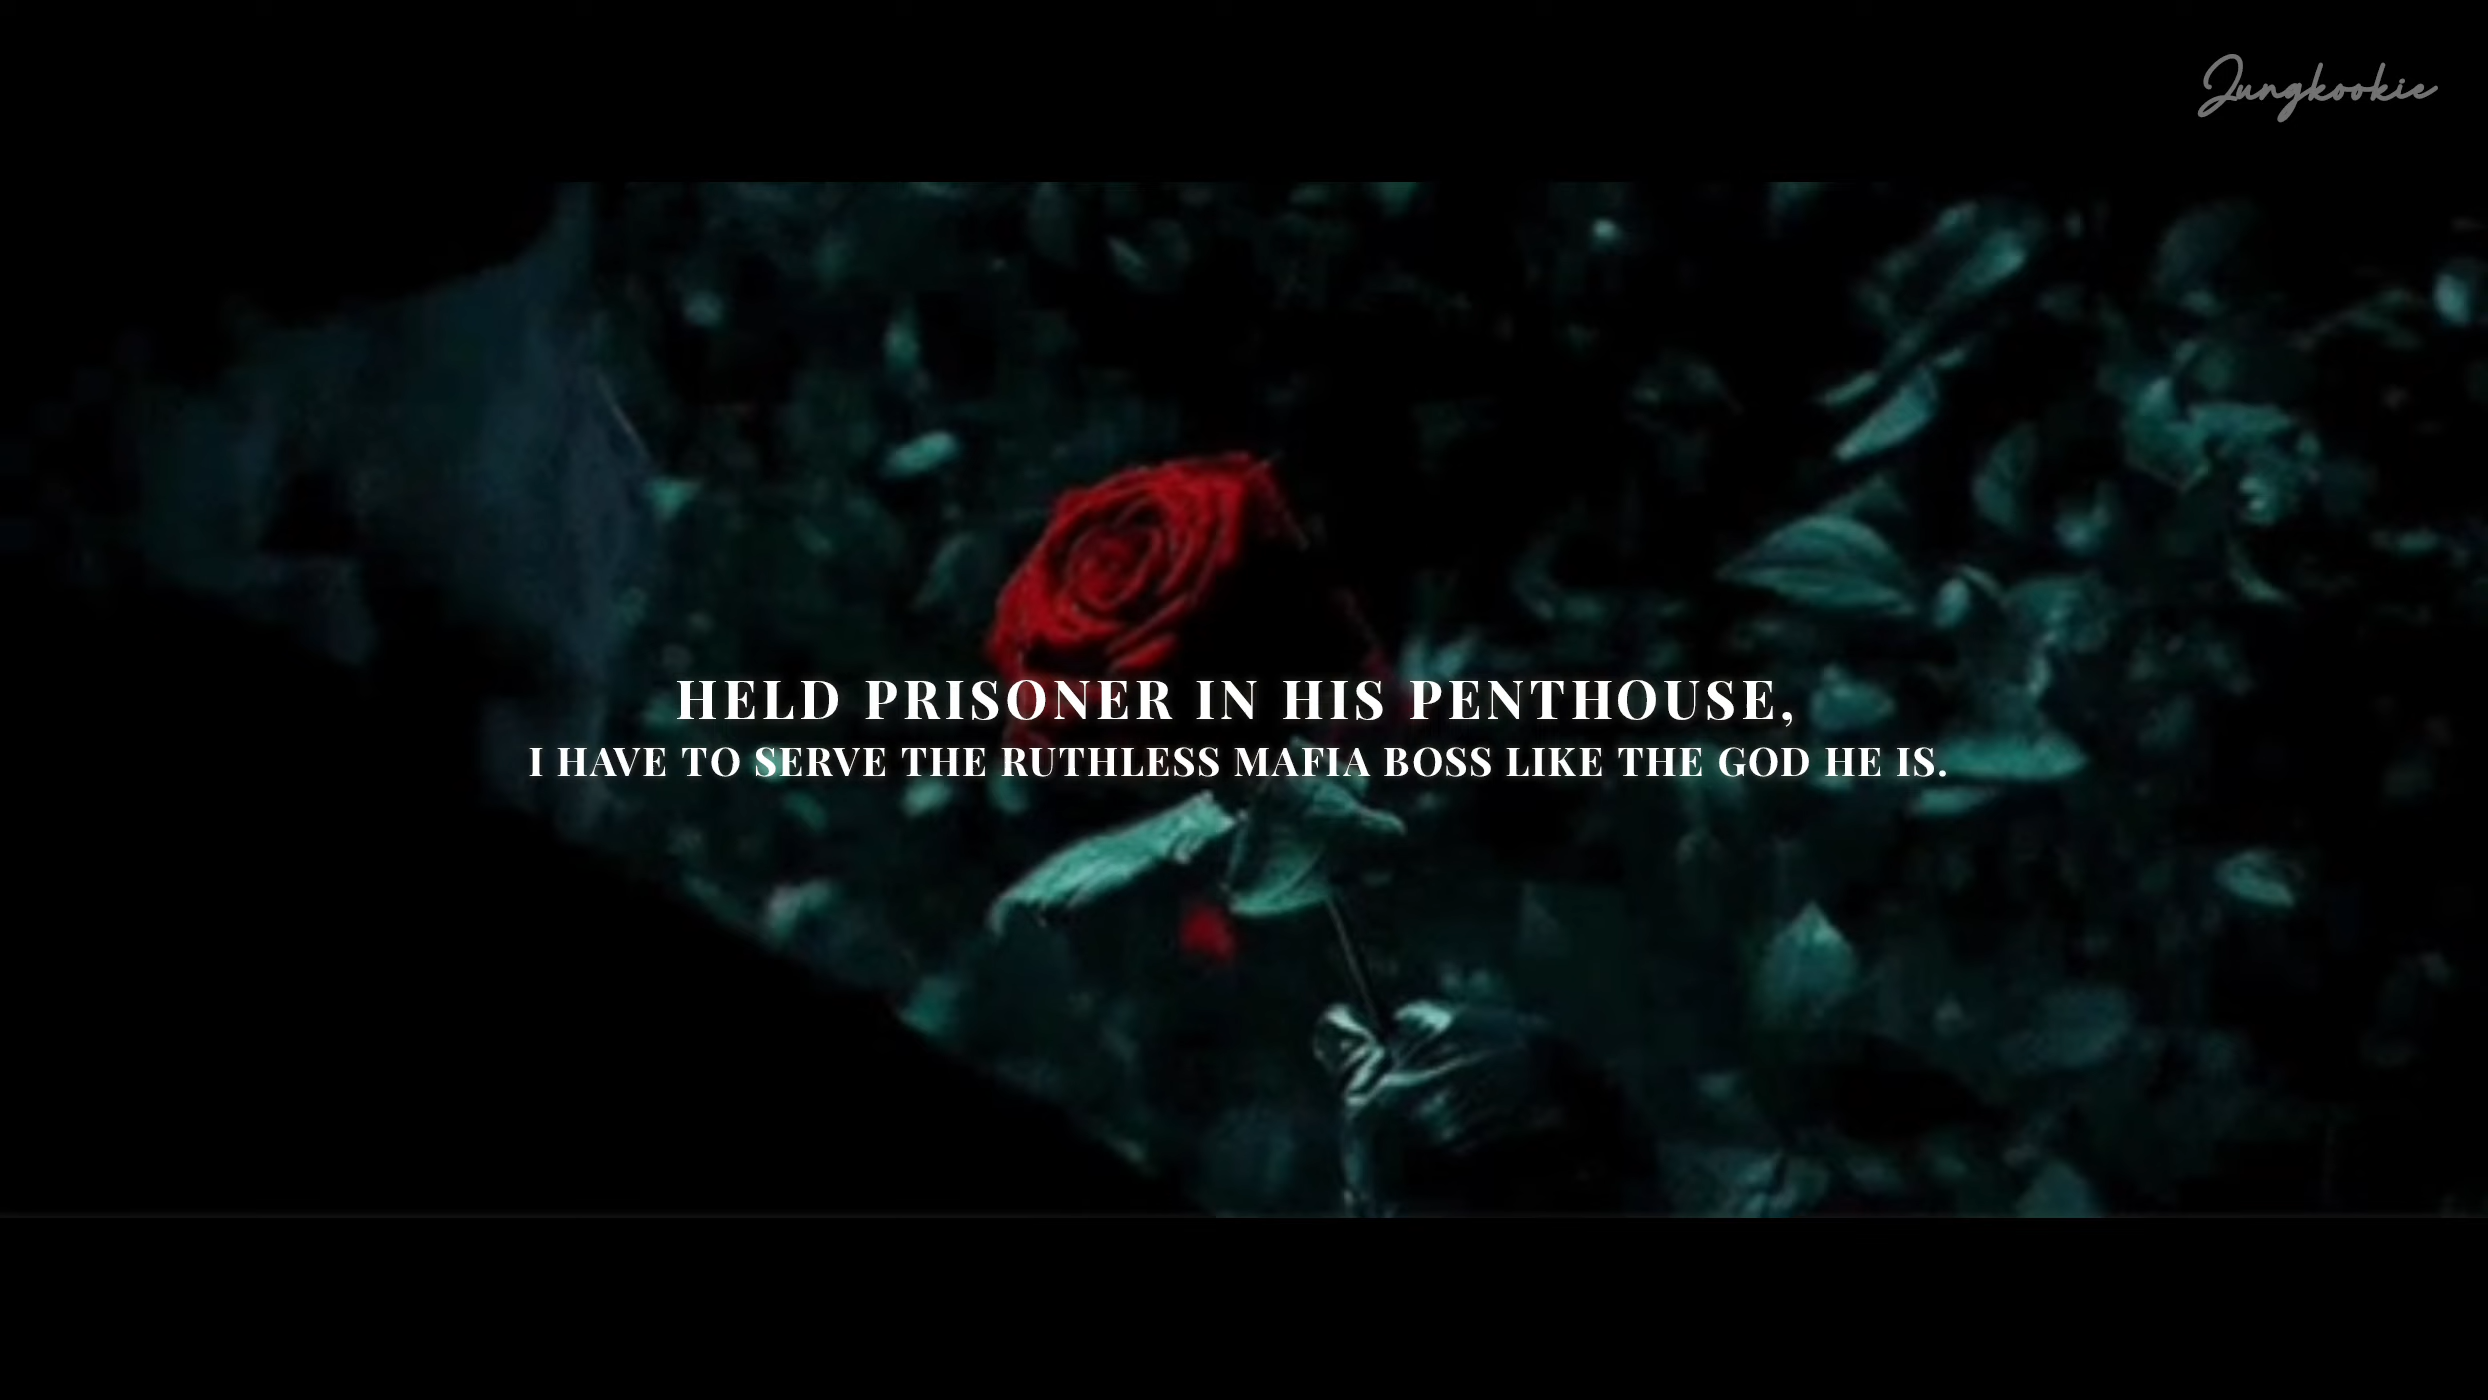 Jungkookie
HELD PRISONER IN HIS PENTHOUSE,
I HAVE TO SERVE THE RUTHLESS MAFIA BOSS LIKE THE GOD HE IS.